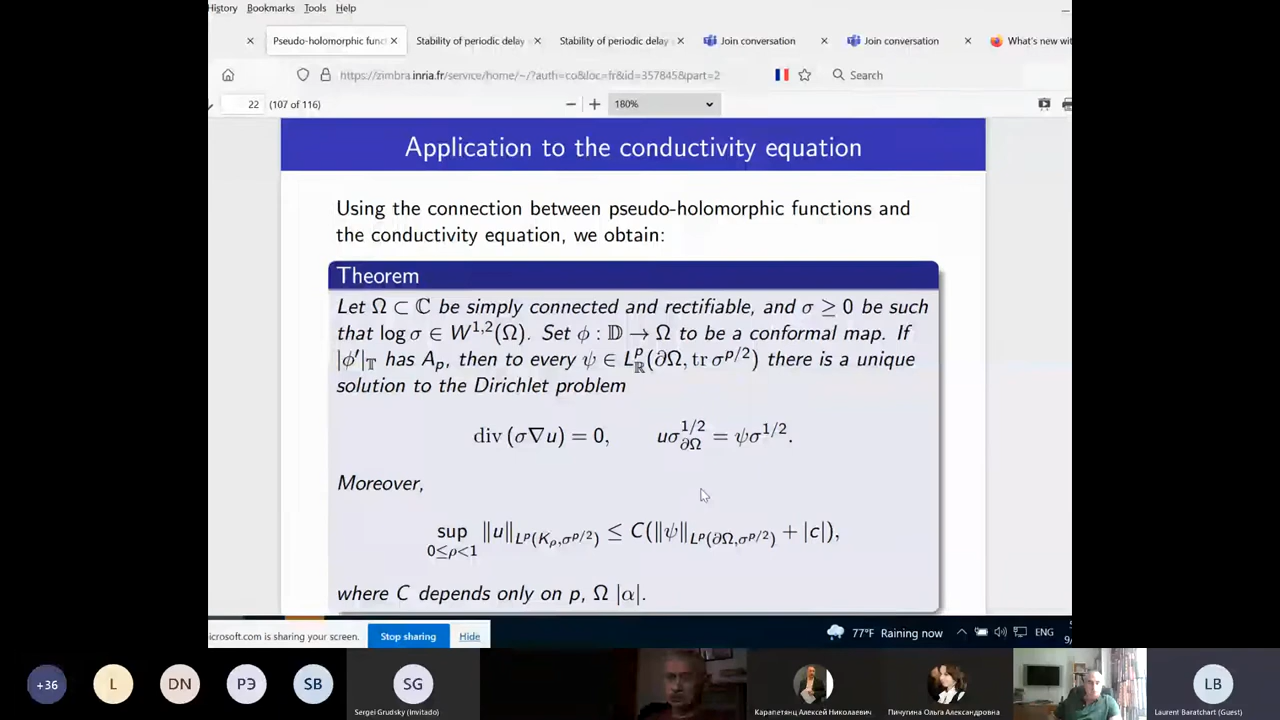 History Bookmarks Tools Help
Pseudo-holomorphic func × Stability of periodic delay × Stability of periodic delay × Join conversation × Join conversation × What's new wit
https://zimbra.inria.fr/service/home/~/?auth=co&loc=fr&id=357845&part=2 Search
22 (107 of 116) − + 180%
Application to the conductivity equation
Using the connection between pseudo-holomorphic functions and
the conductivity equation, we obtain:
Theorem
Let Ω ⊂ ℂ be simply connected and rectifiable, and σ ≥ 0 be such
that log σ ∈ W^{1,2}(Ω). Set ϕ : 𝔻 → Ω to be a conformal map. If
|ϕ′|_𝕋 has A_p, then to every ψ ∈ L^p_ℝ(∂Ω, tr σ^{p/2}) there is a unique
solution to the Dirichlet problem
div (σ∇u) = 0, uσ^{1/2}_{∂Ω} = ψσ^{1/2}.
Moreover,
sup_{0≤ρ<1} ‖u‖_{L^p(K_ρ,σ^{p/2})} ≤ C(‖ψ‖_{L^p(∂Ω,σ^{p/2})} + |c|),
where C depends only on p, Ω |α|.
icrosoft.com is sharing your screen. Stop sharing Hide
77°F Raining now ENG
+36 L DN РЭ SB SG LB
Sergei Grudsky (Invitado) Карапетянц Алексей Николаевич Пичугина Ольга Александровна Laurent Baratchart (Guest)